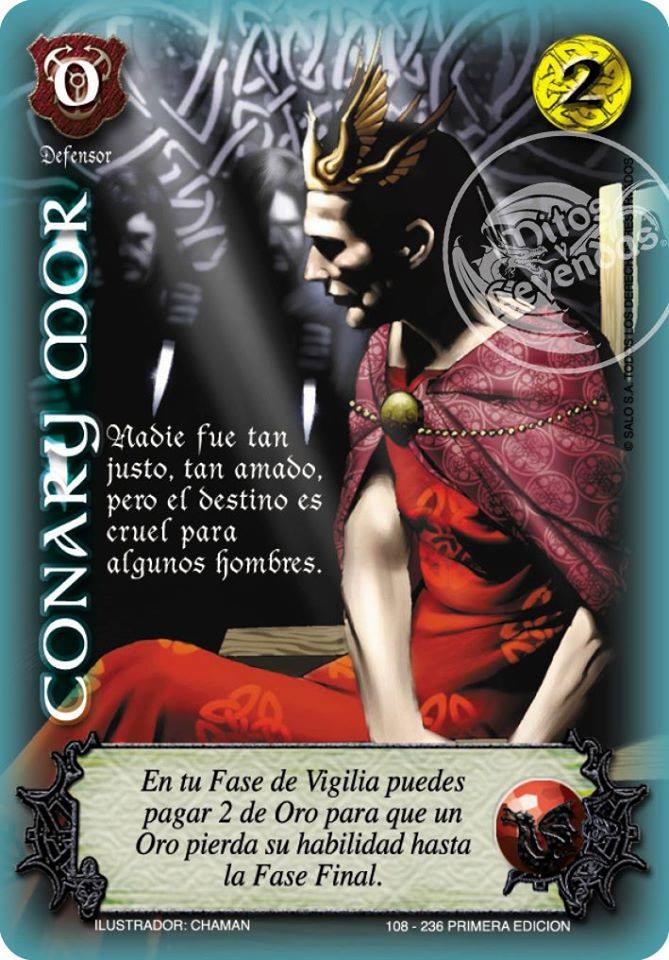 0
2
Defensor
CONARY MOR
Mitos
y
Leyendas
© SALO S.A. TODOS LOS DERECHOS RESERVADOS
Nadie fue tan
justo, tan amado,
pero el destino es
cruel para
algunos hombres.
En tu Fase de Vigilia puedes
pagar 2 de Oro para que un
Oro pierda su habilidad hasta
la Fase Final.
ILUSTRADOR: CHAMAN
108 - 236 PRIMERA EDICION